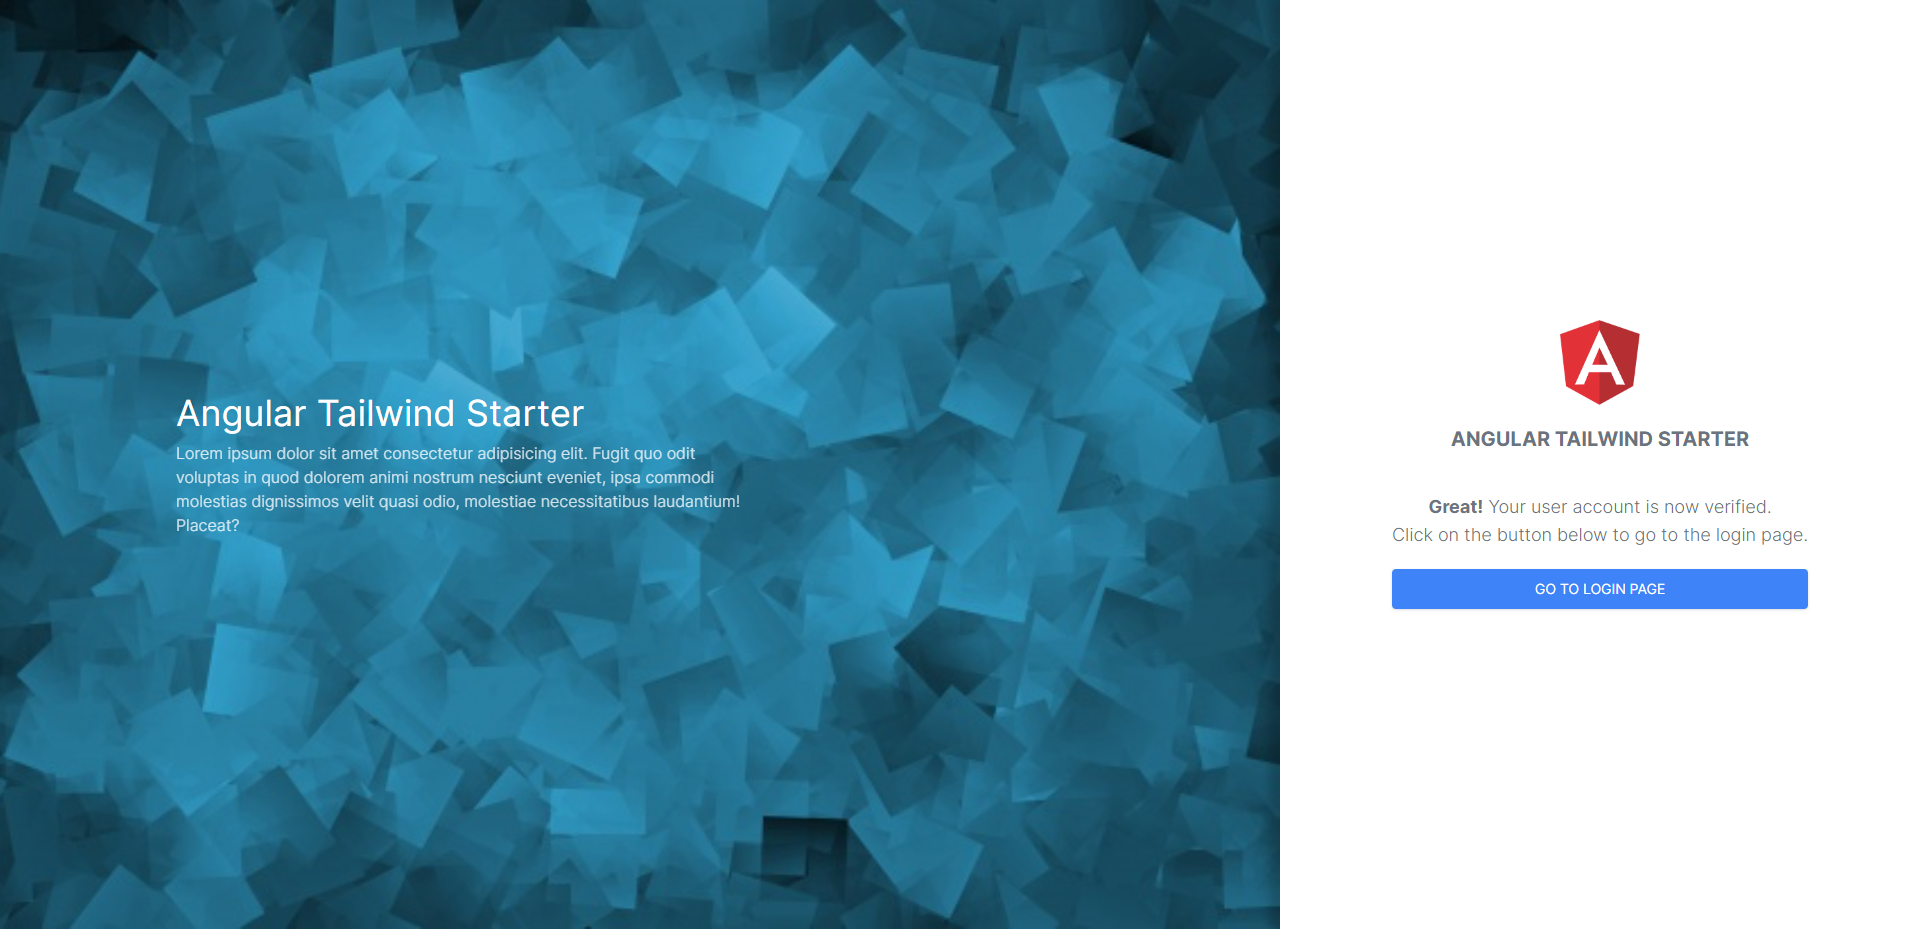 Angular Tailwind Starter
Lorem ipsum dolor sit amet consectetur adipisicing elit. Fugit quo odit
voluptas in quod dolorem animi nostrum nesciunt eveniet, ipsa commodi
molestias dignissimos velit quasi odio, molestiae necessitatibus laudantium!
Placeat?
A
ANGULAR TAILWIND STARTER
Great! Your user account is now verified.
Click on the button below to go to the login page.
GO TO LOGIN PAGE